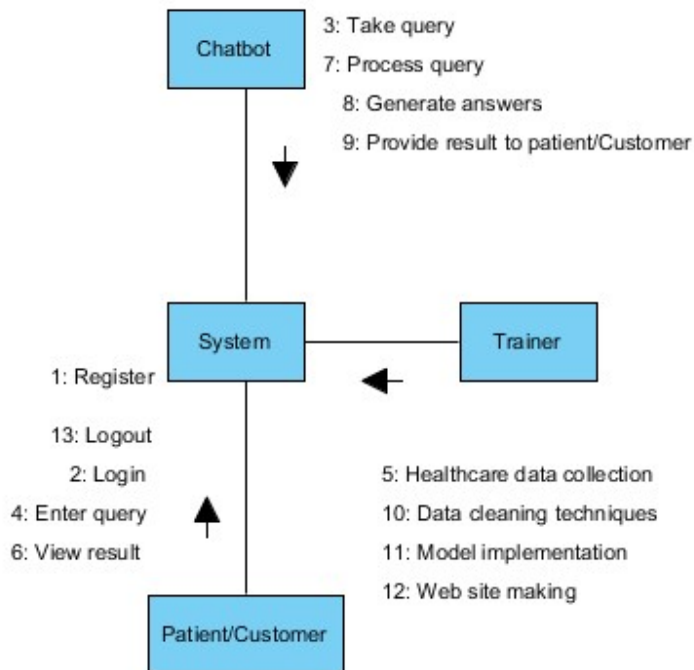 Chatbot
3: Take query
7: Process query
8: Generate answers
9: Provide result to patient/Customer
System
Trainer
1: Register
13: Logout
2: Login
4: Enter query
6: View result
5: Healthcare data collection
10: Data cleaning techniques
11: Model implementation
12: Web site making
Patient/Customer